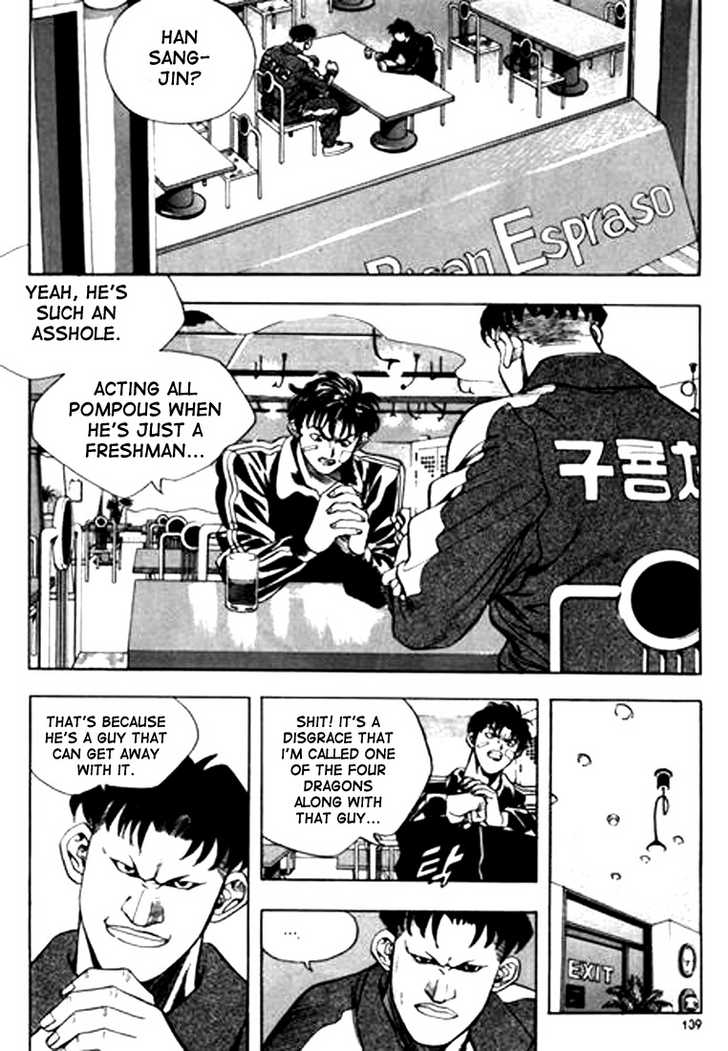 HAN
SANG-
JIN?
Espraso
YEAH, HE'S
SUCH AN
ASSHOLE.
ACTING ALL
POMPOUS WHEN
HE'S JUST A
FRESHMAN...
구룡
THAT'S BECAUSE
HE'S A GUY THAT
CAN GET AWAY
WITH IT.
SHIT! IT'S A
DISGRACE THAT
I'M CALLED ONE
OF THE FOUR
DRAGONS
ALONG WITH
THAT GUY...
탁
...
EXIT
139